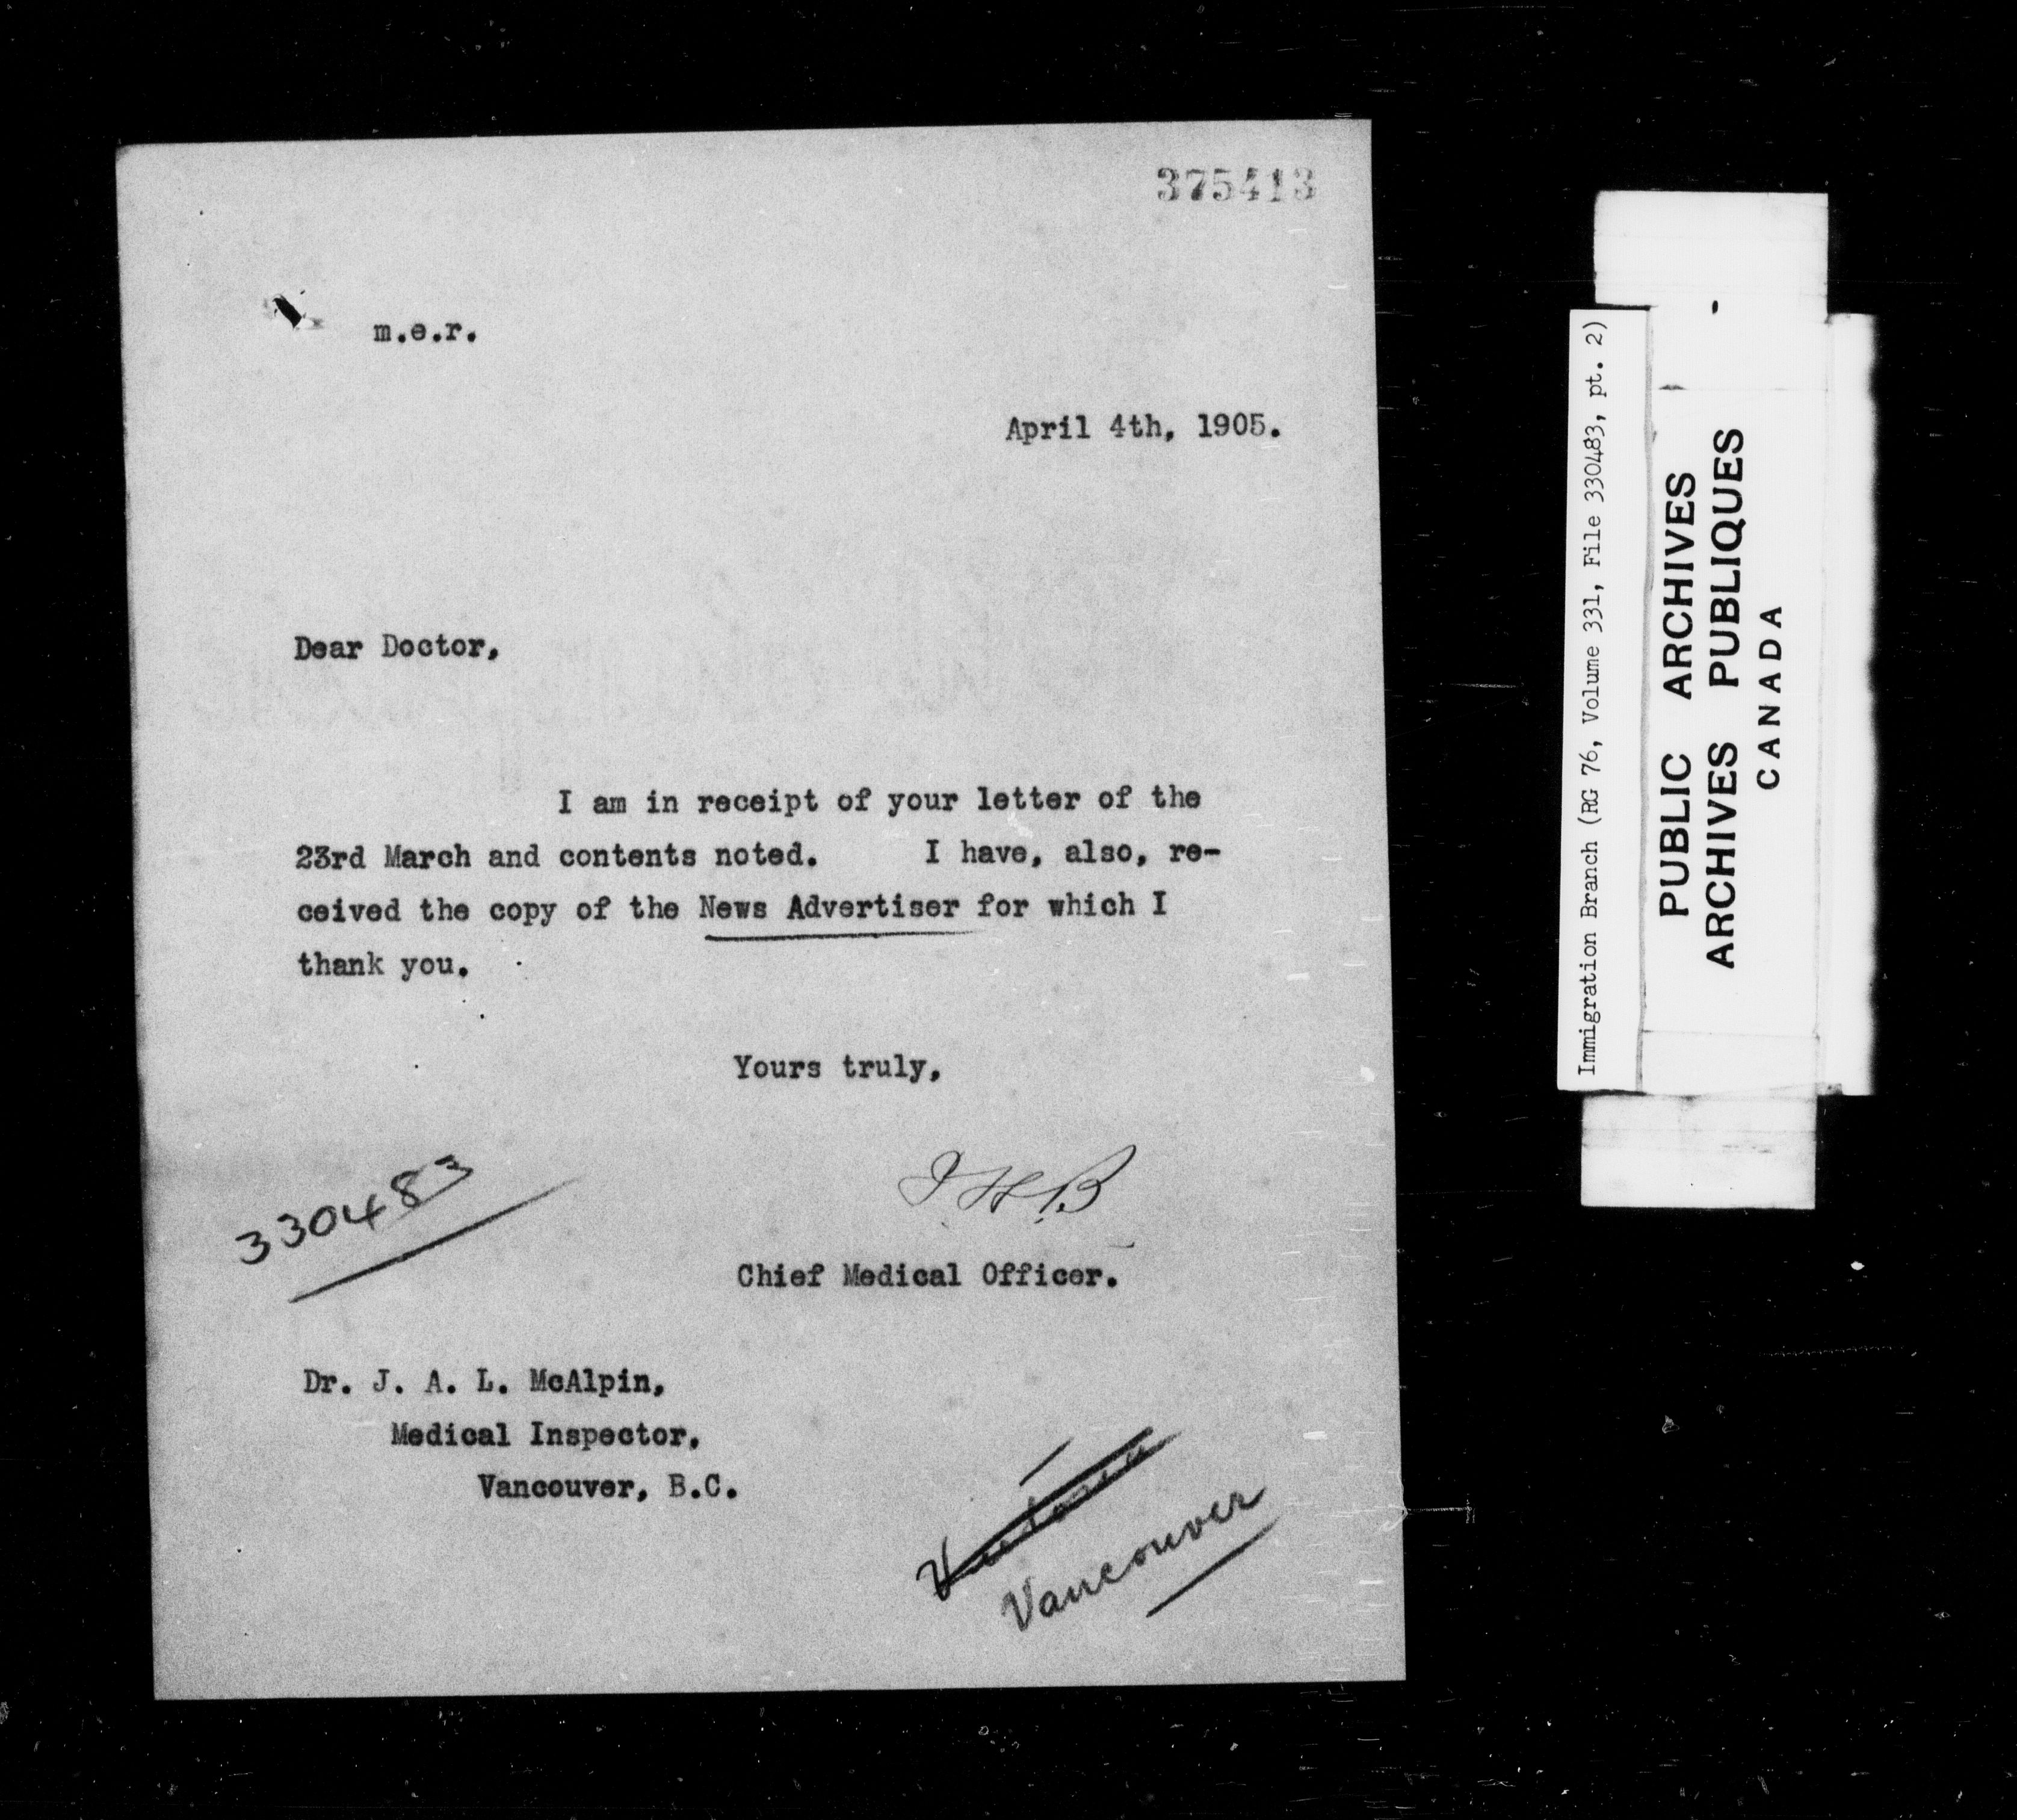 375413
m.e.r.
April 4th, 1905.
Dear Doctor,
I am in receipt of your letter of the
23rd March and contents noted. I have, also, re-
ceived the copy of the News Advertiser for which I
thank you.
Yours truly,
330483
Chief Medical Officer.
Dr. J. A. L. McAlpin,
Medical Inspector,
Vancouver, B.C.
Victoria
Vancouver
Immigration Branch (RG 76, Volume 331, File 330483, pt. 2)
PUBLIC ARCHIVES
ARCHIVES PUBLIQUES
CANADA